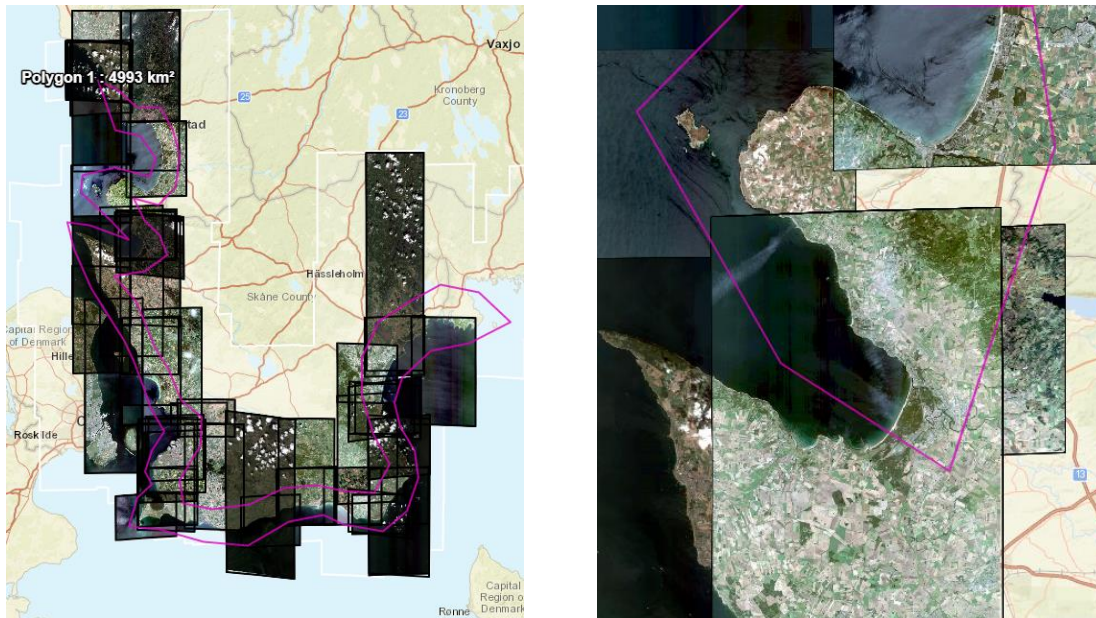 Vaxjo
Polygon 1 : 4993 km²
25
Kronoberg
County
23
stad
Hässleholm
Skåne County
Capital Region
of Denmark
Hille
C
Roskilde
Capital
Region of
Denmark
Rønne
13